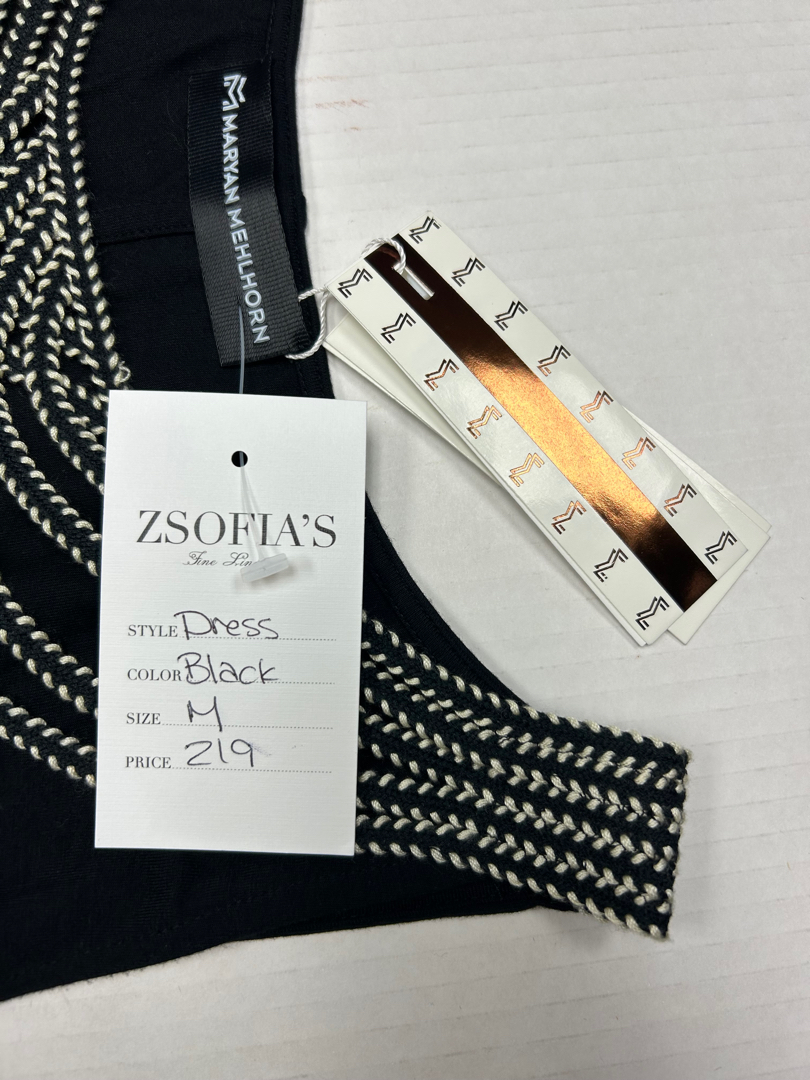 MARYAN MEHLHORN
ZSOFIA'S
Fine Lin
STYLE Dress
COLOR Black
SIZE M
PRICE 219